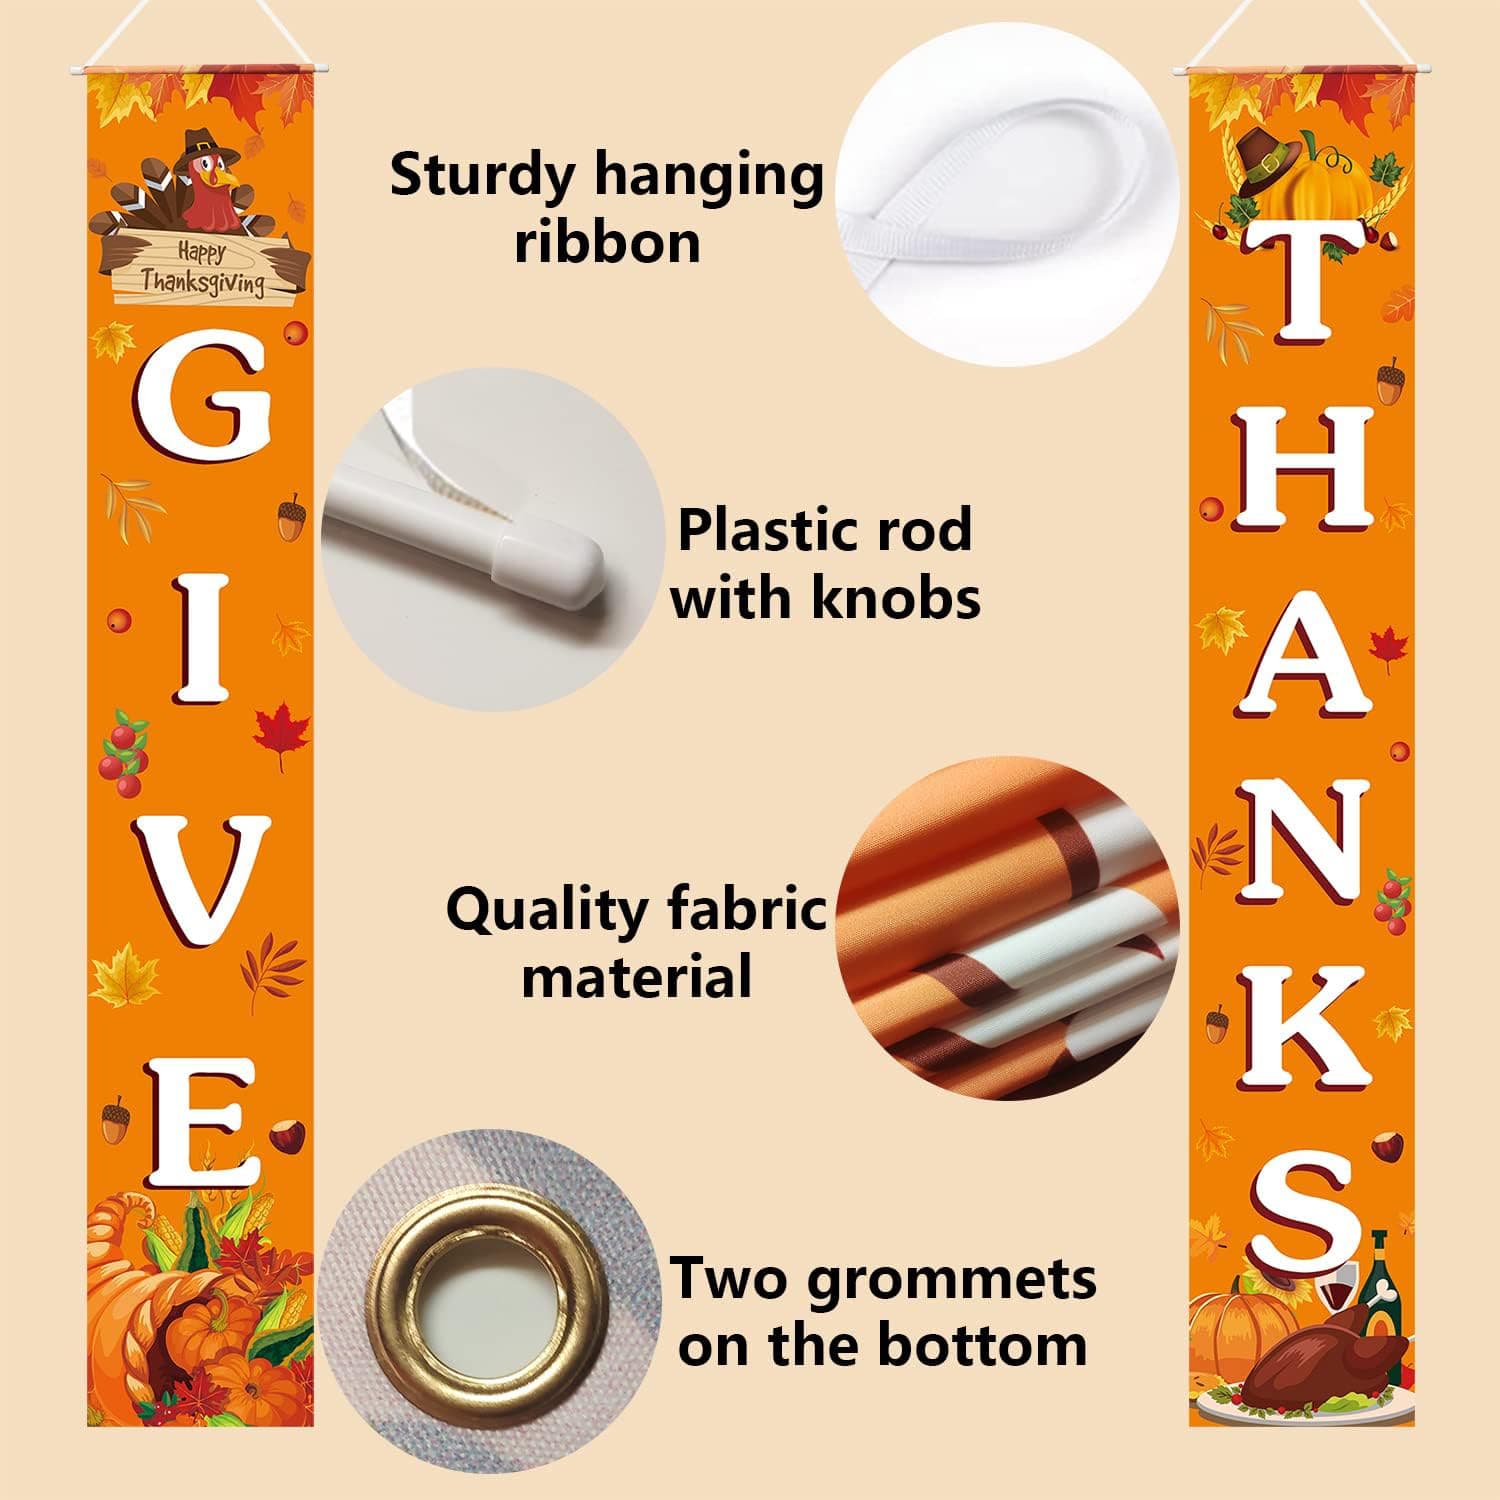 Happy
Thanksgiving
G
I
V
E
Sturdy hanging
ribbon
Plastic rod
with knobs
Quality fabric
material
Two grommets
on the bottom
T
H
A
N
K
S